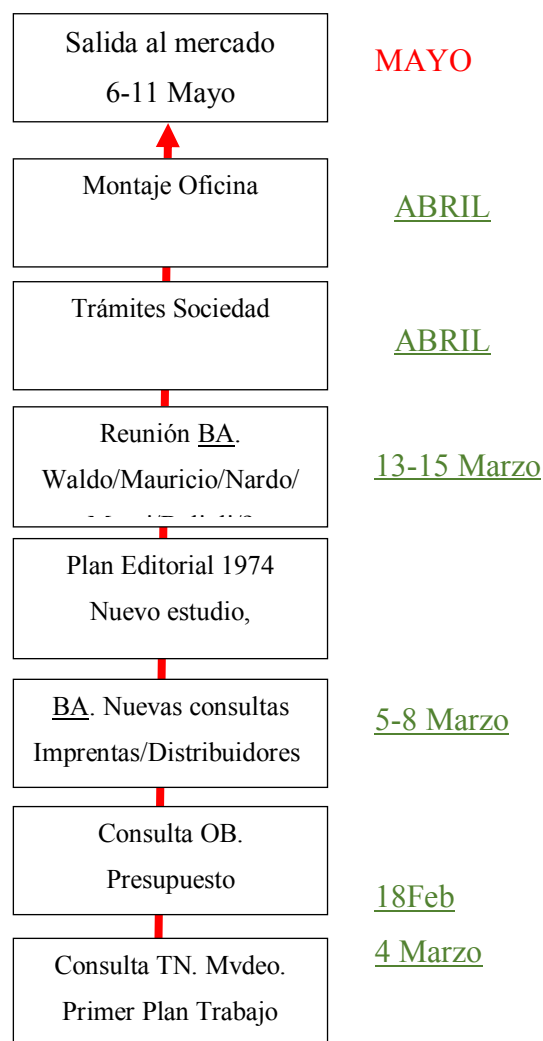 Salida al mercado
6-11 Mayo
MAYO
Montaje Oficina
ABRIL
Trámites Sociedad
ABRIL
Reunión BA.
Waldo/Mauricio/Nardo/
13-15 Marzo
Plan Editorial 1974
Nuevo estudio,
BA. Nuevas consultas
Imprentas/Distribuidores
5-8 Marzo
Consulta OB.
Presupuesto
18Feb
Consulta TN. Mvdeo.
Primer Plan Trabajo
4 Marzo